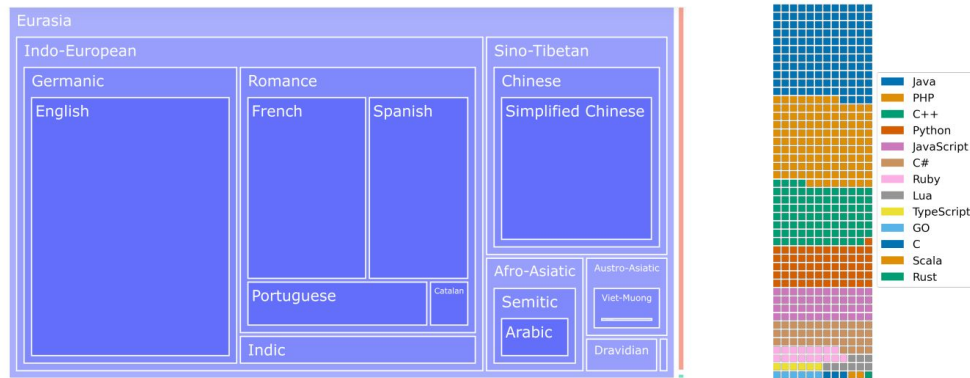 Eurasia
Indo-European
Germanic
English
Romance
French
Spanish
Portuguese
Catalan
Indic
Sino-Tibetan
Chinese
Simplified Chinese
Afro-Asiatic
Semitic
Arabic
Austro-Asiatic
Viet-Muong
Dravidian
Java
PHP
C++
Python
JavaScript
C#
Ruby
Lua
TypeScript
GO
C
Scala
Rust